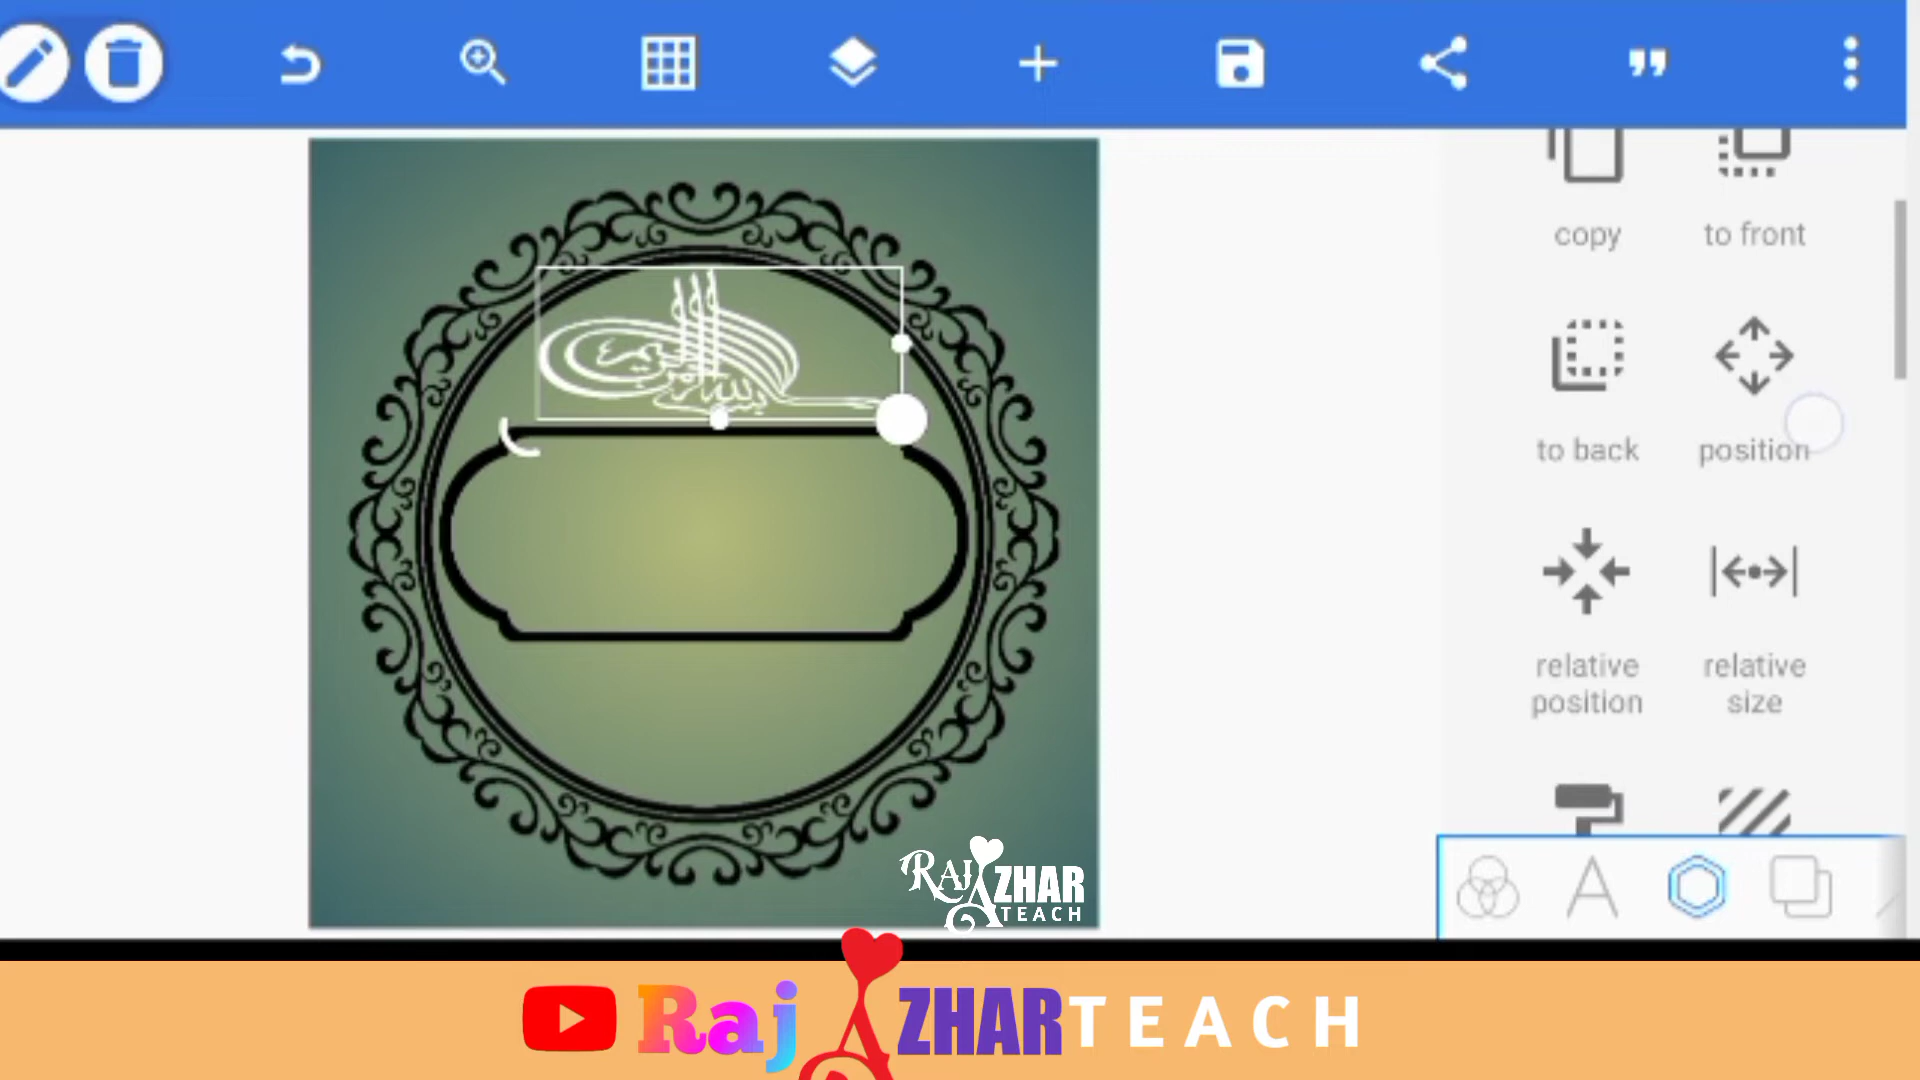 copy
to front
to back
position
relative
position
relative
size
RAJ AZHAR
TEACH
Raj AZHAR TEACH